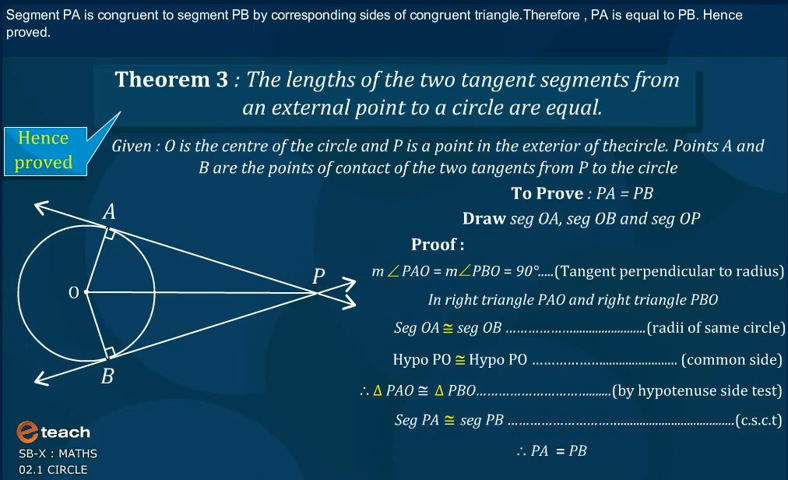 Segment PA is congruent to segment PB by corresponding sides of congruent triangle.Therefore , PA is equal to PB. Hence
proved.
Theorem 3 : The lengths of the two tangent segments from
an external point to a circle are equal.
Hence
proved
Given : O is the centre of the circle and P is a point in the exterior of thecircle. Points A and
B are the points of contact of the two tangents from P to the circle
To Prove : PA = PB
Draw seg OA, seg OB and seg OP
Proof :
m∠PAO = m∠PBO = 90°.....(Tangent perpendicular to radius)
In right triangle PAO and right triangle PBO
Seg OA ≅ seg OB ..........................................(radii of same circle)
Hypo PO ≅ Hypo PO .......................................... (common side)
∴ Δ PAO ≅ Δ PBO..........................................(by hypotenuse side test)
Seg PA ≅ seg PB ..........................................................(c.s.c.t)
∴ PA = PB
A
P
O
B
eteach
SB-X : MATHS
02.1 CIRCLE